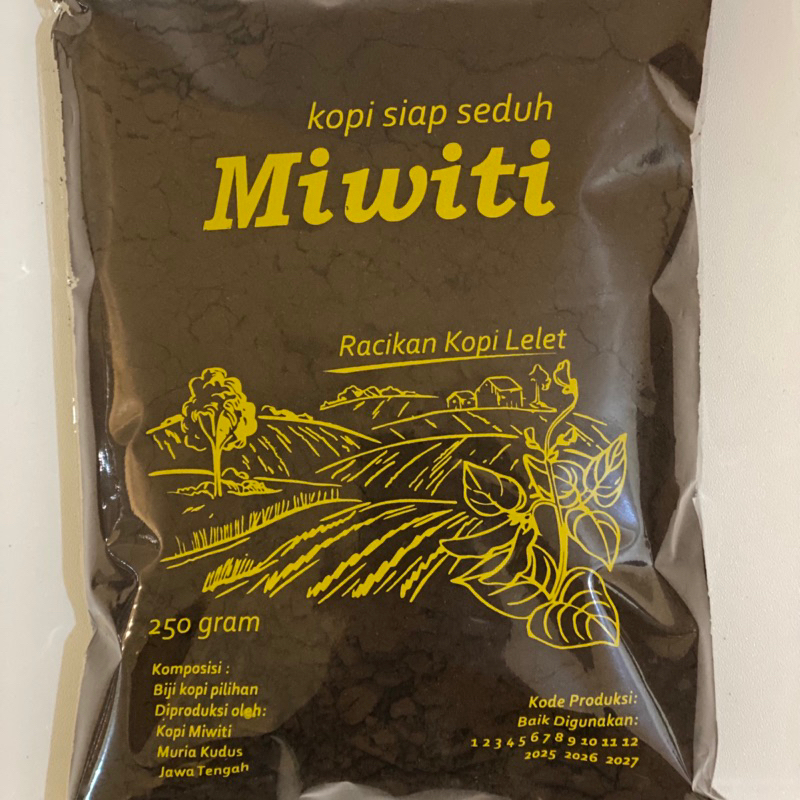 kopi siap seduh
Miwiti
Racikan Kopi Lelet
250 gram
Komposisi :
Biji kopi pilihan
Diproduksi oleh:
Kopi Miwiti
Muria Kudus
Jawa Tengah
Kode Produksi:
Baik Digunakan:
1 2 3 4 5 6 7 8 9 10 11 12
2025 2026 2027